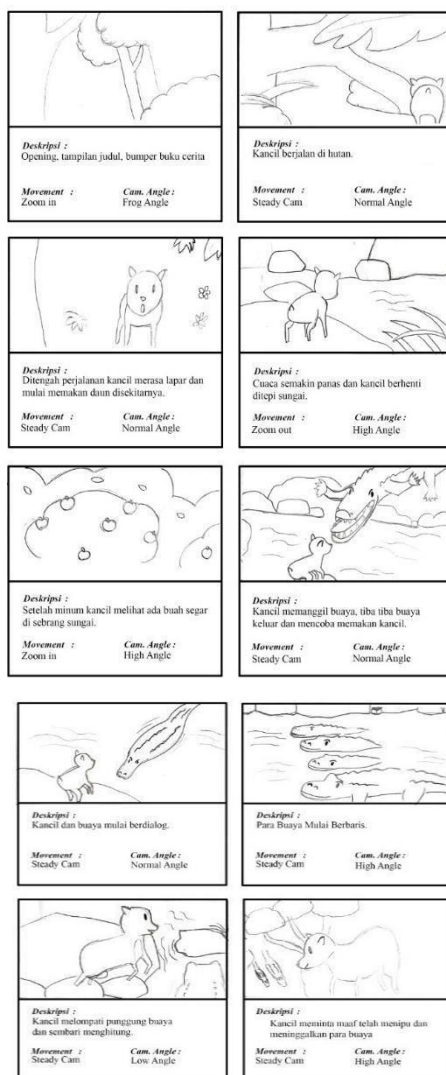 Deskripsi :
Opening, tampilan judul, bumper buku cerita
Movement :
Zoom in
Cam. Angle :
Frog Angle
Deskripsi :
Kancil berjalan di hutan.
Movement :
Steady Cam
Cam. Angle :
Normal Angle
Deskripsi :
Ditengah perjalanan kancil merasa lapar dan
mulai memakan daun disekitarnya.
Movement :
Steady Cam
Cam. Angle :
Normal Angle
Deskripsi :
Cuaca semakin panas dan kancil berhenti
ditepi sungai.
Movement :
Zoom out
Cam. Angle :
High Angle
Deskripsi :
Setelah minum kancil melihat ada buah segar
di sebrang sungai.
Movement :
Zoom in
Cam. Angle :
High Angle
Deskripsi :
Kancil memanggil buaya, tiba tiba buaya
keluar dan mencoba memakan kancil.
Movement :
Steady Cam
Cam. Angle :
Normal Angle
Deskripsi :
Kancil dan buaya mulai berdialog.
Movement :
Steady Cam
Cam. Angle :
Normal Angle
Deskripsi :
Para Buaya Mulai Berbaris.
Movement :
Steady Cam
Cam. Angle :
High Angle
Deskripsi :
Kancil melompati punggung buaya
dan sembari menghitung.
Movement :
Steady Cam
Cam. Angle :
Low Angle
Deskripsi :
Kancil meminta maaf telah menipu dan
meninggalkan para buaya
Movement :
Steady Cam
Cam. Angle :
High Angle